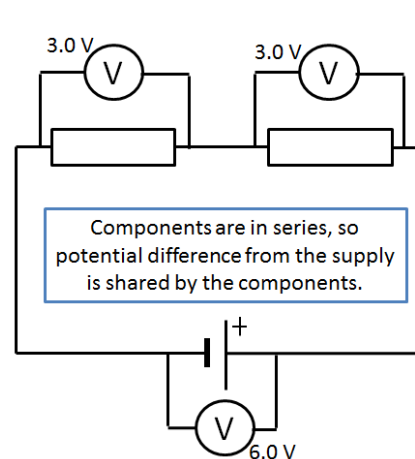 3.0 V
V
3.0 V
V
Components are in series, so
potential difference from the supply
is shared by the components.
+
V
6.0 V